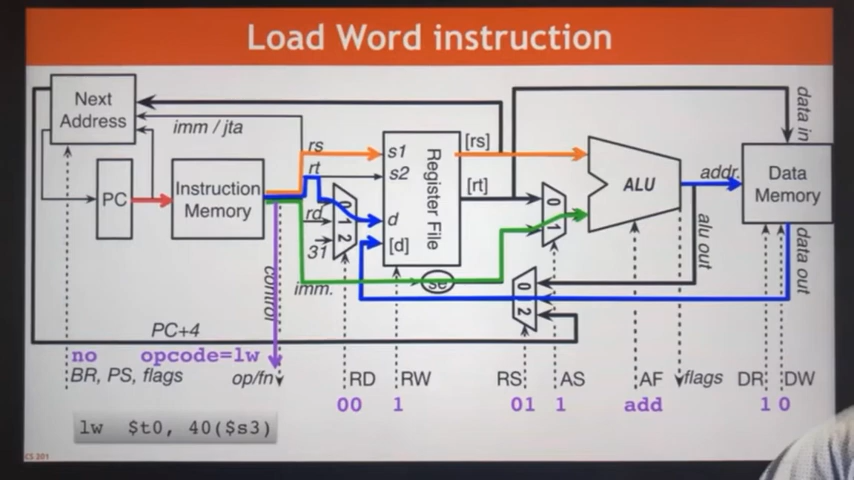 Load Word instruction
Next
Address
imm / jta
PC
Instruction
Memory
rs
rt
rd
31
imm.
0
1
2
s1
s2
d
[d]
Register File
[rs]
[rt]
se
0
1
0
2
ALU
addr.
Data
Memory
data in
data out
alu out
control
PC+4
no opcode=lw
BR, PS, flags op/fn RD RW RS AS AF flags DR DW
00 1 01 1 add 1 0
lw $t0, 40($s3)
CS 201